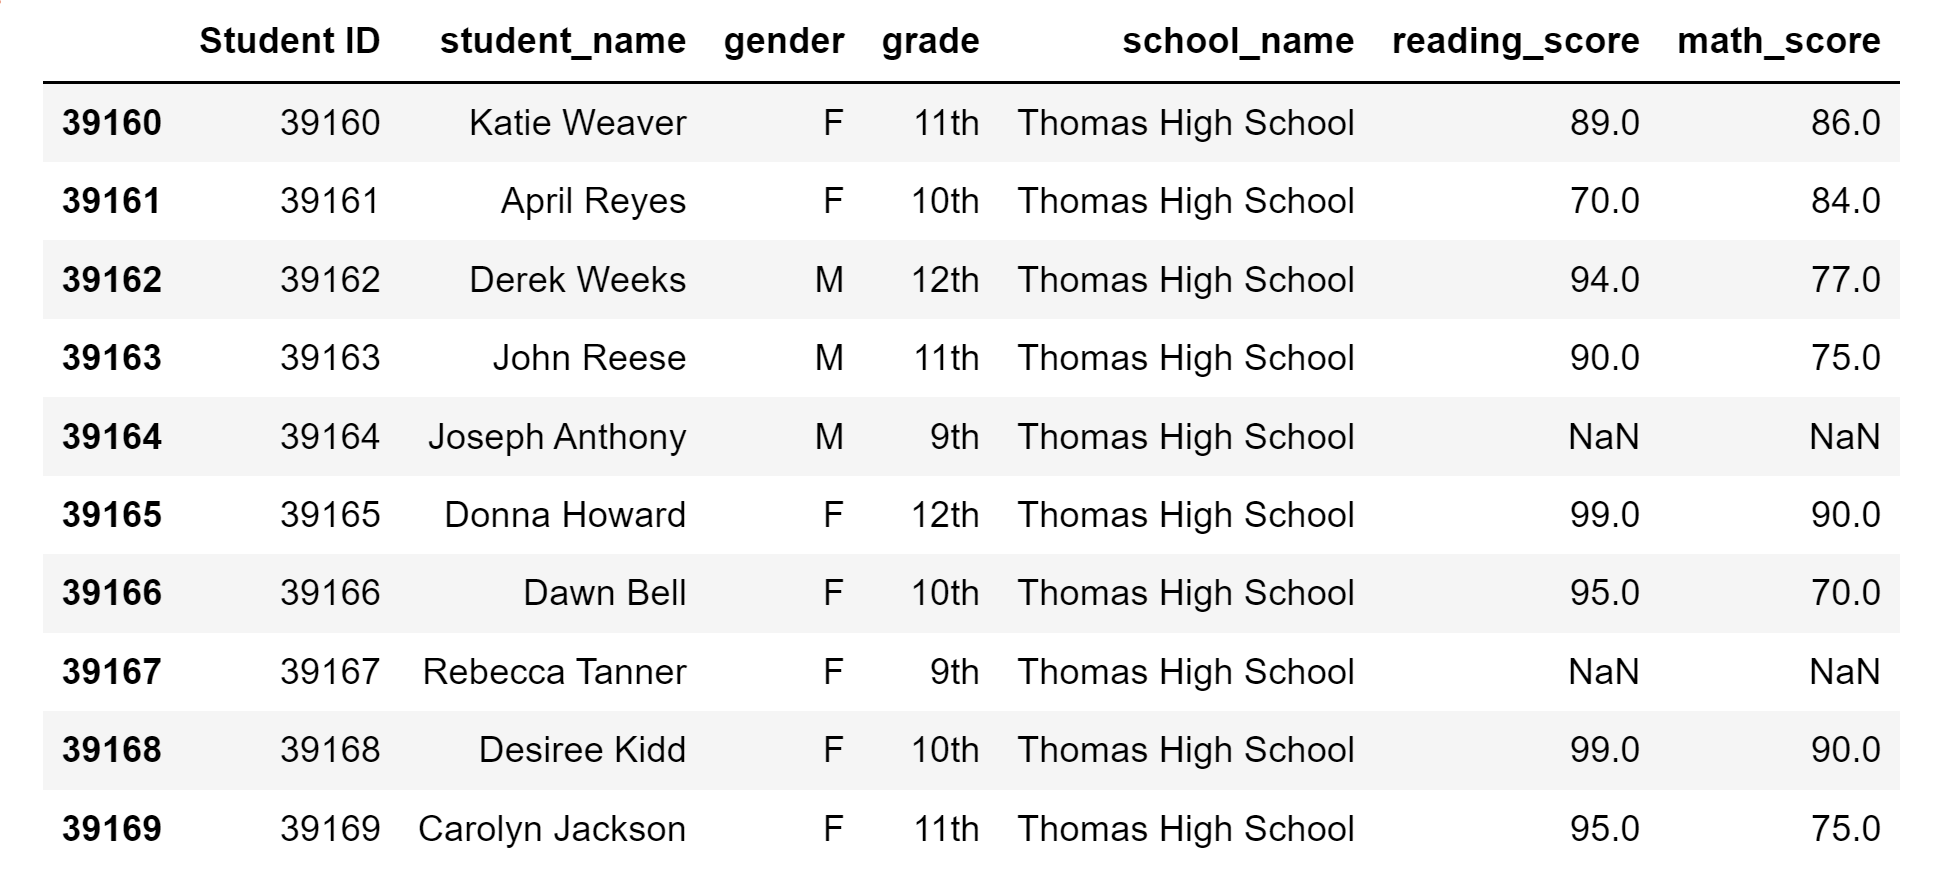 Student ID student_name gender grade school_name reading_score math_score
39160 39160 Katie Weaver F 11th Thomas High School 89.0 86.0
39161 39161 April Reyes F 10th Thomas High School 70.0 84.0
39162 39162 Derek Weeks M 12th Thomas High School 94.0 77.0
39163 39163 John Reese M 11th Thomas High School 90.0 75.0
39164 39164 Joseph Anthony M 9th Thomas High School NaN NaN
39165 39165 Donna Howard F 12th Thomas High School 99.0 90.0
39166 39166 Dawn Bell F 10th Thomas High School 95.0 70.0
39167 39167 Rebecca Tanner F 9th Thomas High School NaN NaN
39168 39168 Desiree Kidd F 10th Thomas High School 99.0 90.0
39169 39169 Carolyn Jackson F 11th Thomas High School 95.0 75.0